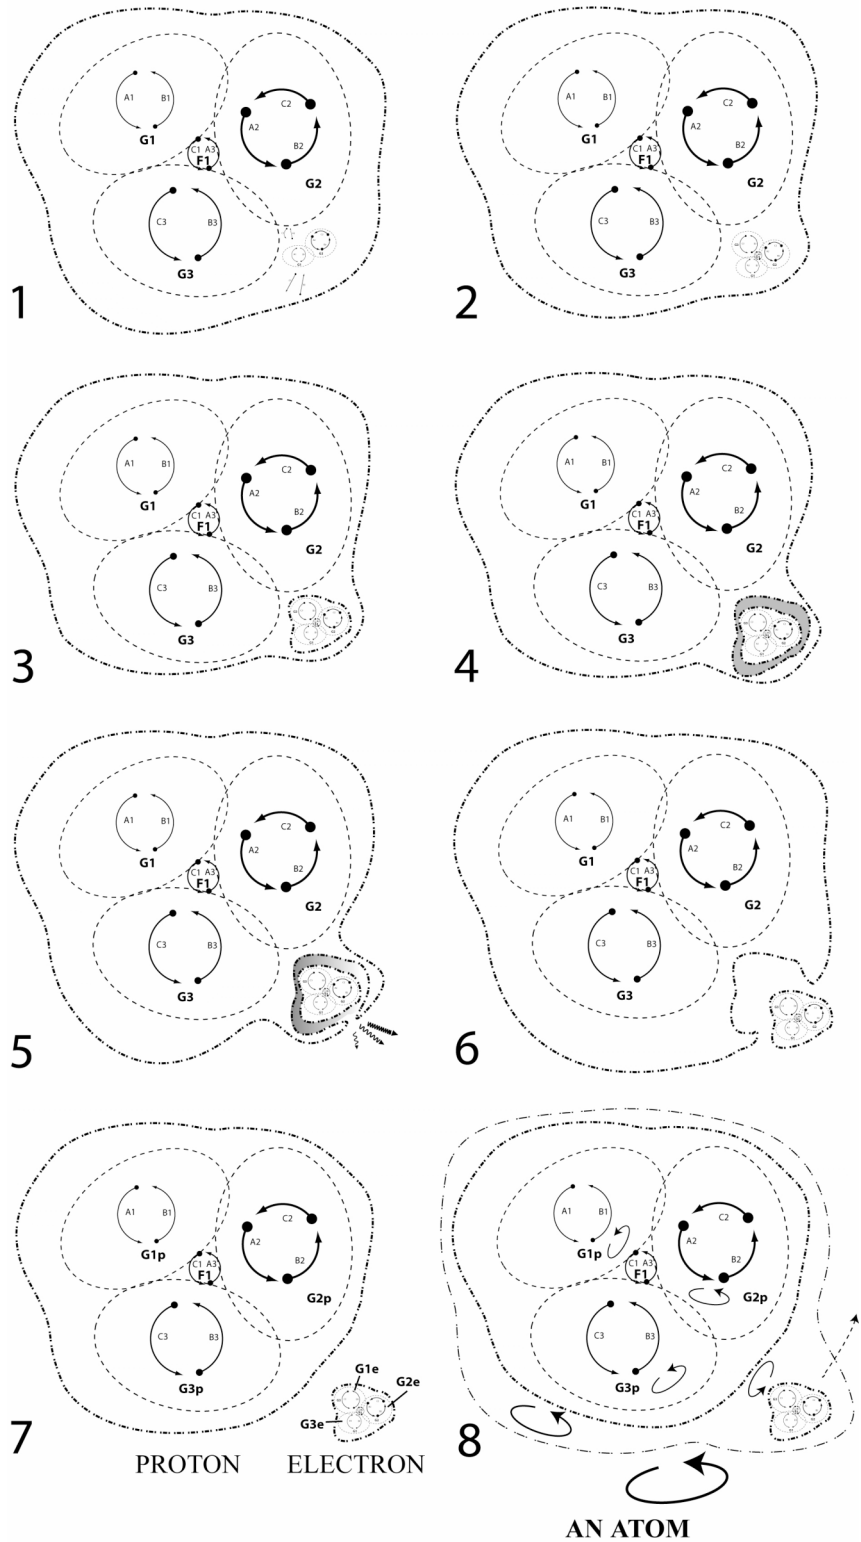 A1
B1
G1
C2
A2
B2
G2
C1 A3
F1
C3
B3
G3
1
A1
B1
G1
C2
A2
B2
G2
C1 A3
F1
C3
B3
G3
2
A1
B1
G1
C2
A2
B2
G2
C1 A3
F1
C3
B3
G3
3
A1
B1
G1
C2
A2
B2
G2
C1 A3
F1
C3
B3
G3
4
A1
B1
G1
C2
A2
B2
G2
C1 A3
F1
C3
B3
G3
5
A1
B1
G1
C2
A2
B2
G2
C1 A3
F1
C3
B3
G3
6
A1
B1
G1p
C2
A2
B2
G2p
C1 A3
F1
C3
B3
G3p
G1e
G2e
G3e
7
PROTON
ELECTRON
A1
B1
G1p
C2
A2
B2
G2p
C1 A3
F1
C3
B3
G3p
8
AN ATOM